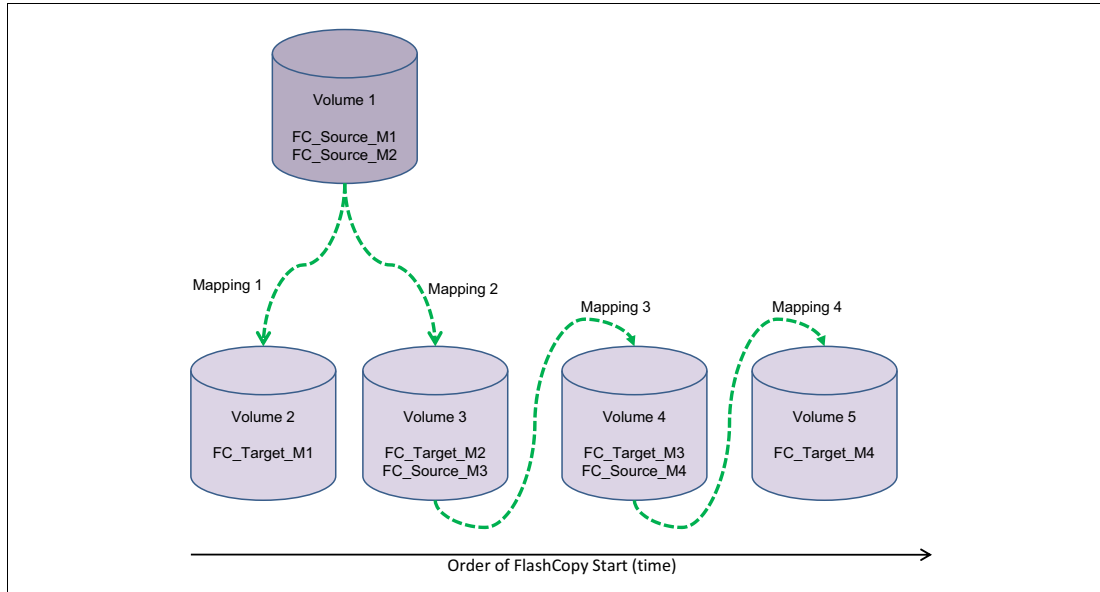 Volume 1
FC_Source_M1
FC_Source_M2
Mapping 1
Mapping 2
Mapping 3
Mapping 4
Volume 2
FC_Target_M1
Volume 3
FC_Target_M2
FC_Source_M3
Volume 4
FC_Target_M3
FC_Source_M4
Volume 5
FC_Target_M4
Order of FlashCopy Start (time)